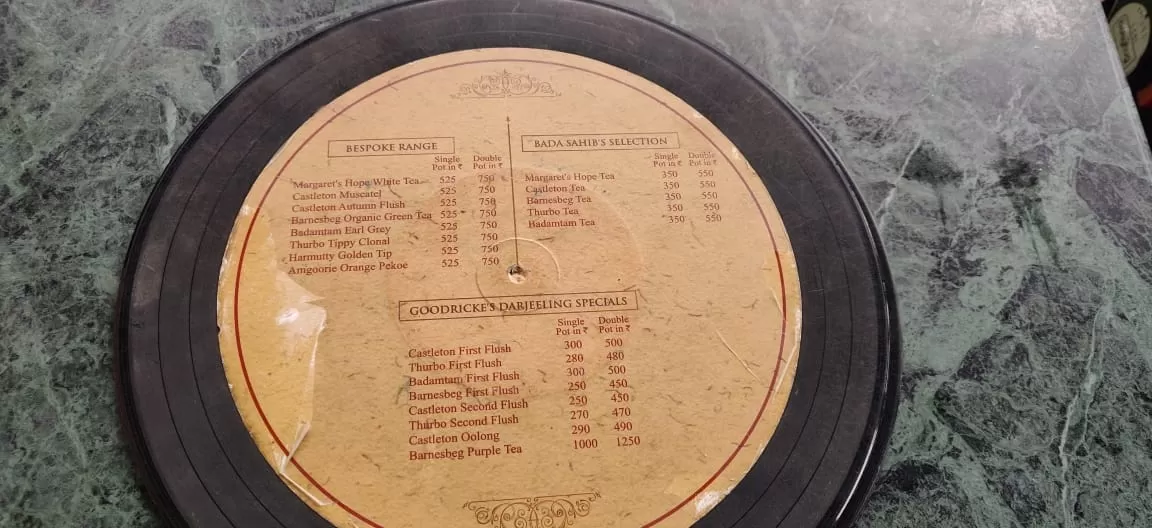 BESPOKE RANGE
Single Double
Pot in ₹ Pot in ₹
Margaret's Hope White Tea 525 750
Castleton Muscatel 525 750
Castleton Autumn Flush 525 750
Barnesbeg Organic Green Tea 525 750
Badamtam Earl Grey 525 750
Thurbo Tippy Clonal 525 750
Harmutty Golden Tip 525 750
Amgoorie Orange Pekoe 525 750
BADA SAHIB'S SELECTION
Single Double
Pot in ₹ Pot in ₹
Margaret's Hope Tea 350 550
Castleton Tea 350 550
Barnesbeg Tea 350 550
Thurbo Tea 350 550
Badamtam Tea 350 550
GOODRICKE'S DARJEELING SPECIALS
Single Double
Pot in ₹ Pot in ₹
Castleton First Flush 300 500
Thurbo First Flush 280 480
Badamtam First Flush 300 500
Barnesbeg First Flush 250 450
Castleton Second Flush 250 450
Thurbo Second Flush 270 470
Castleton Oolong 290 490
Barnesbeg Purple Tea 1000 1250